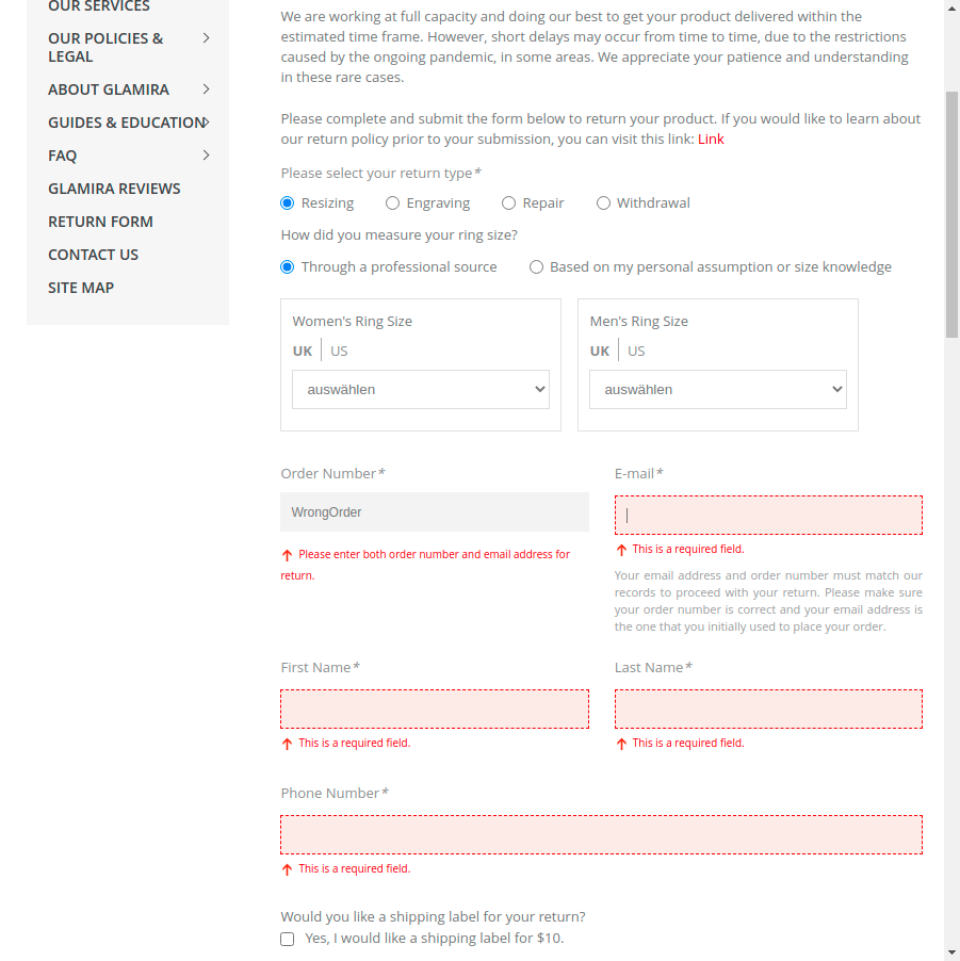 OUR SERVICES
OUR POLICIES &
LEGAL
ABOUT GLAMIRA
GUIDES & EDUCATION
FAQ
GLAMIRA REVIEWS
RETURN FORM
CONTACT US
SITE MAP
We are working at full capacity and doing our best to get your product delivered within the
estimated time frame. However, short delays may occur from time to time, due to the restrictions
caused by the ongoing pandemic, in some areas. We appreciate your patience and understanding
in these rare cases.
Please complete and submit the form below to return your product. If you would like to learn about
our return policy prior to your submission, you can visit this link: Link
Please select your return type*
Resizing Engraving Repair Withdrawal
How did you measure your ring size?
Through a professional source Based on my personal assumption or size knowledge
Women's Ring Size
UK US
auswählen
Men's Ring Size
UK US
auswählen
Order Number*
WrongOrder
Please enter both order number and email address for
return.
E-mail*
This is a required field.
Your email address and order number must match our
records to proceed with your return. Please make sure
your order number is correct and your email address is
the one that you initially used to place your order.
First Name*
This is a required field.
Last Name*
This is a required field.
Phone Number*
This is a required field.
Would you like a shipping label for your return?
Yes, I would like a shipping label for $10.